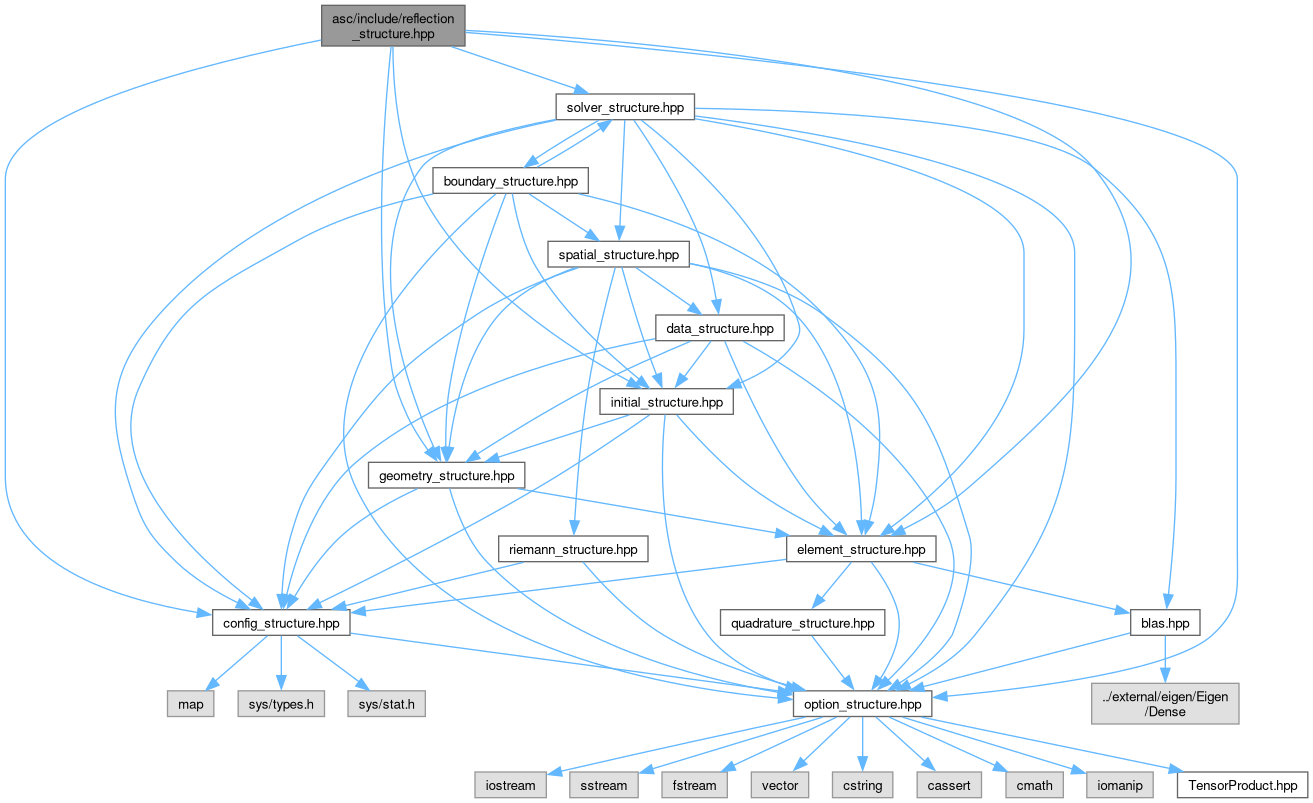 asc/include/reflection
_structure.hpp
solver_structure.hpp
boundary_structure.hpp
spatial_structure.hpp
data_structure.hpp
initial_structure.hpp
geometry_structure.hpp
riemann_structure.hpp
element_structure.hpp
config_structure.hpp
quadrature_structure.hpp
blas.hpp
map
sys/types.h
sys/stat.h
option_structure.hpp
../external/eigen/Eigen
/Dense
iostream
sstream
fstream
vector
cstring
cassert
cmath
iomanip
TensorProduct.hpp